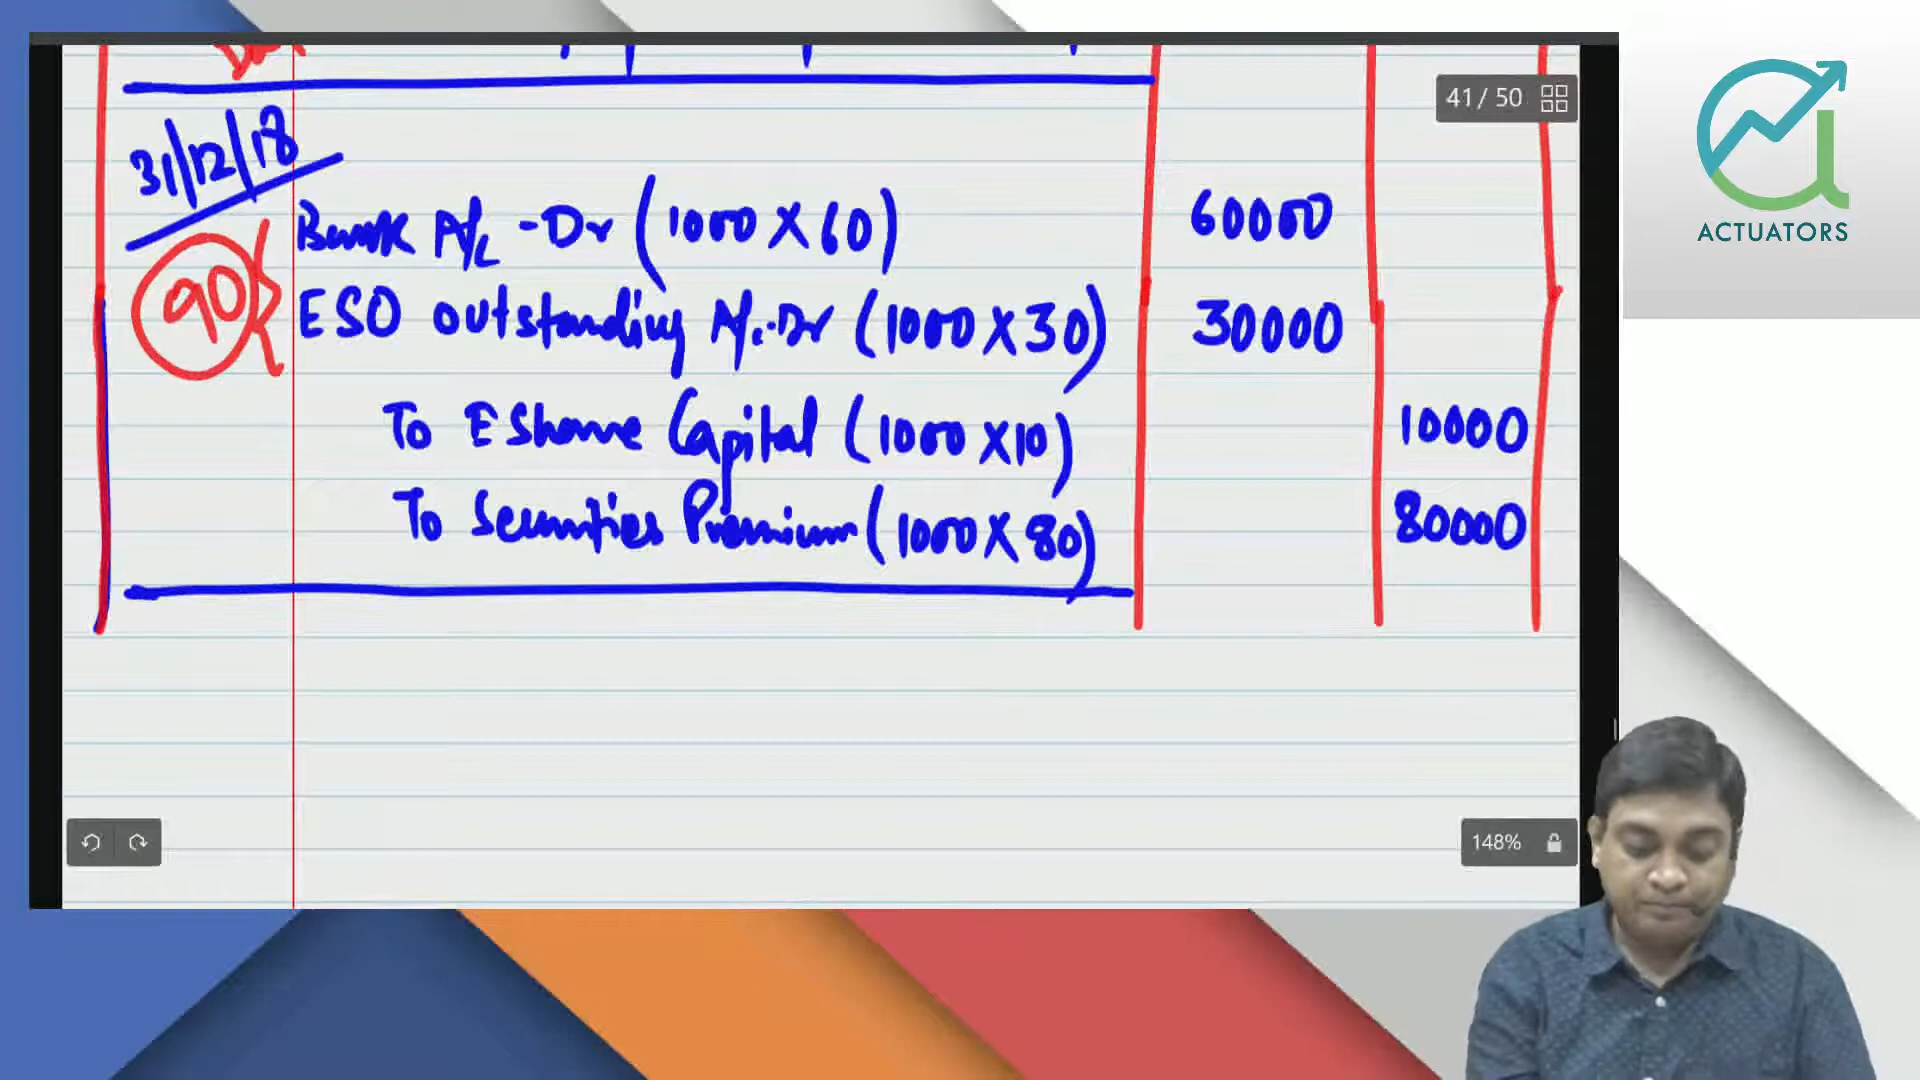 41 / 50
ACTUATORS
31/12/18
Bank A/c - Dr (1000 X 60) 60000
90
ESO outstanding A/c. Dr (1000 X 30) 30000
To E Share Capital (1000 X 10) 10000
To Securities Premium (1000 X 80) 80000
148%